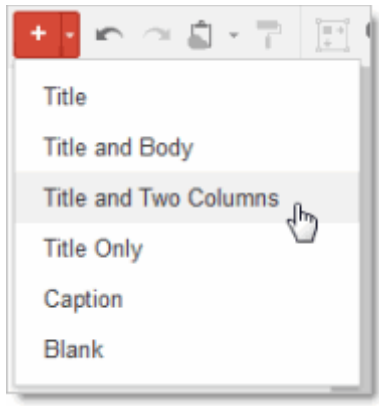 Title
Title and Body
Title and Two Columns
Title Only
Caption
Blank